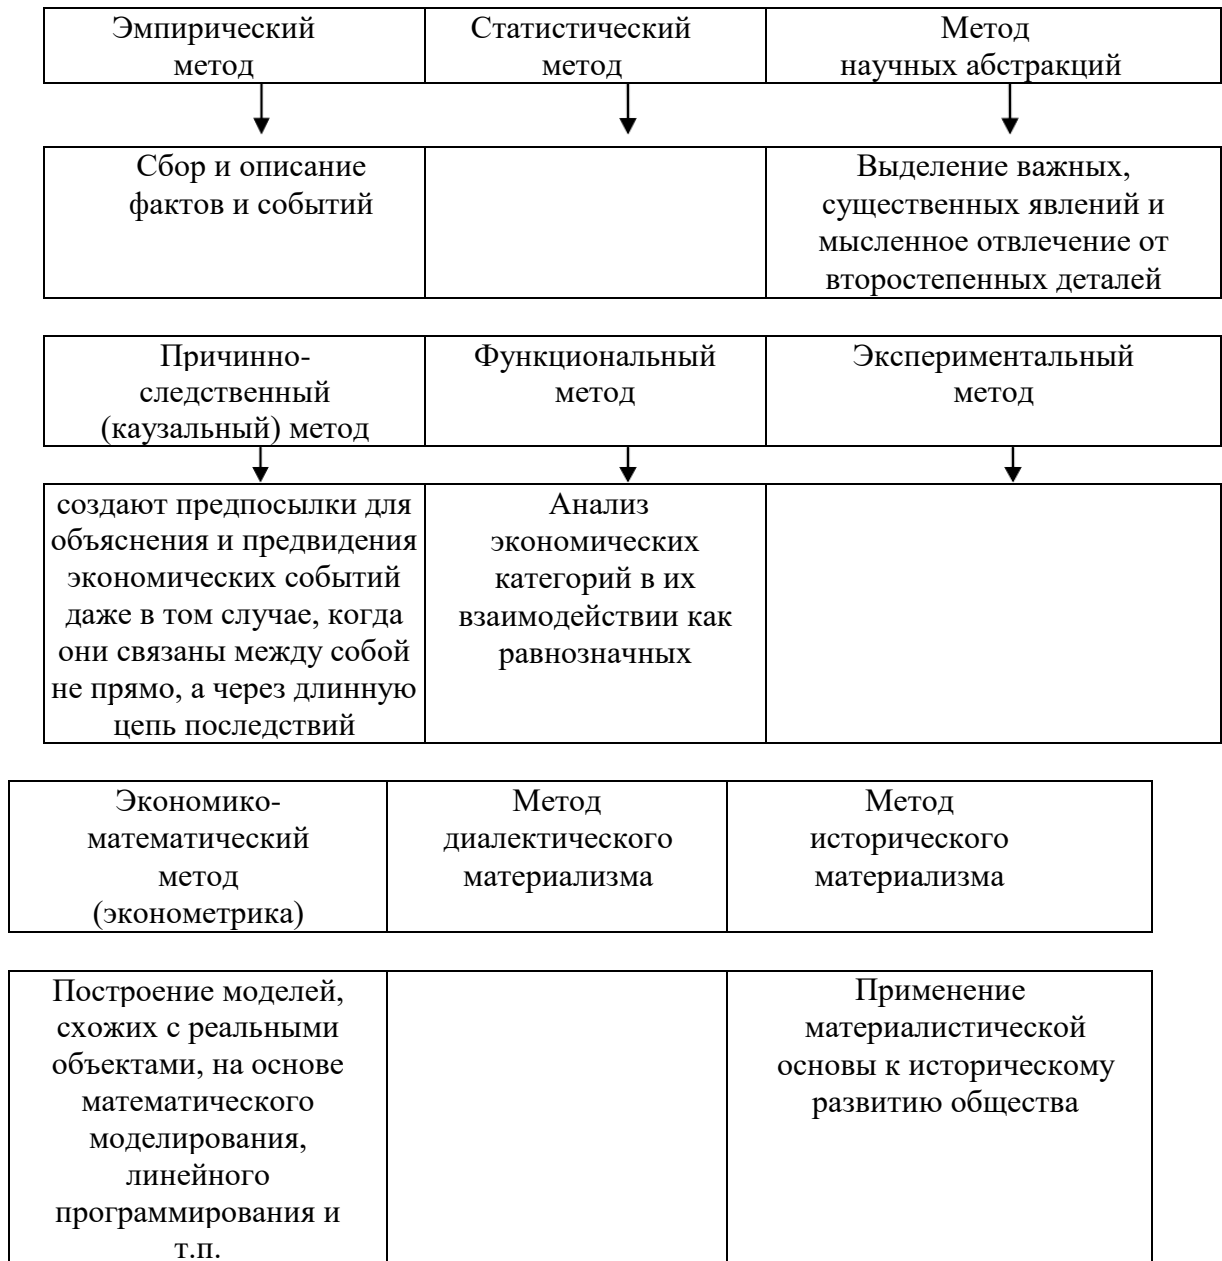 Эмпирический
метод
Статистический
метод
Метод
научных абстракций
Сбор и описание
фактов и событий
Выделение важных,
существенных явлений и
мысленное отвлечение от
второстепенных деталей
Причинно-
следственный
(каузальный) метод
Функциональный
метод
Экспериментальный
метод
создают предпосылки для
объяснения и предвидения
экономических событий
даже в том случае, когда
они связаны между собой
не прямо, а через длинную
цепь последствий
Анализ
экономических
категорий в их
взаимодействии как
равнозначных
Экономико-
математический
метод
(эконометрика)
Метод
диалектического
материализма
Метод
исторического
материализма
Построение моделей,
схожих с реальными
объектами, на основе
математического
моделирования,
линейного
программирования и
т.п.
Применение
материалистической
основы к историческому
развитию общества